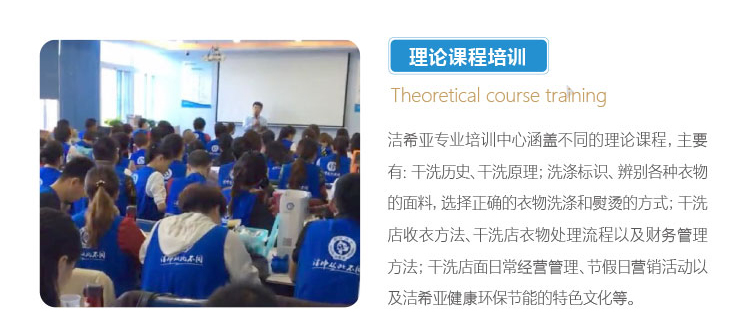 理论课程培训
Theoretical course training
洁希亚专业培训中心涵盖不同的理论课程，主要
有：干洗历史、干洗原理；洗涤标识、辨别各种衣物
的面料，选择正确的衣物洗涤和熨烫的方式；干洗
店收衣方法、干洗店衣物处理流程以及财务管理
方法；干洗店面日常经营管理、节假日营销活动以
及洁希亚健康环保节能的特色文化等。